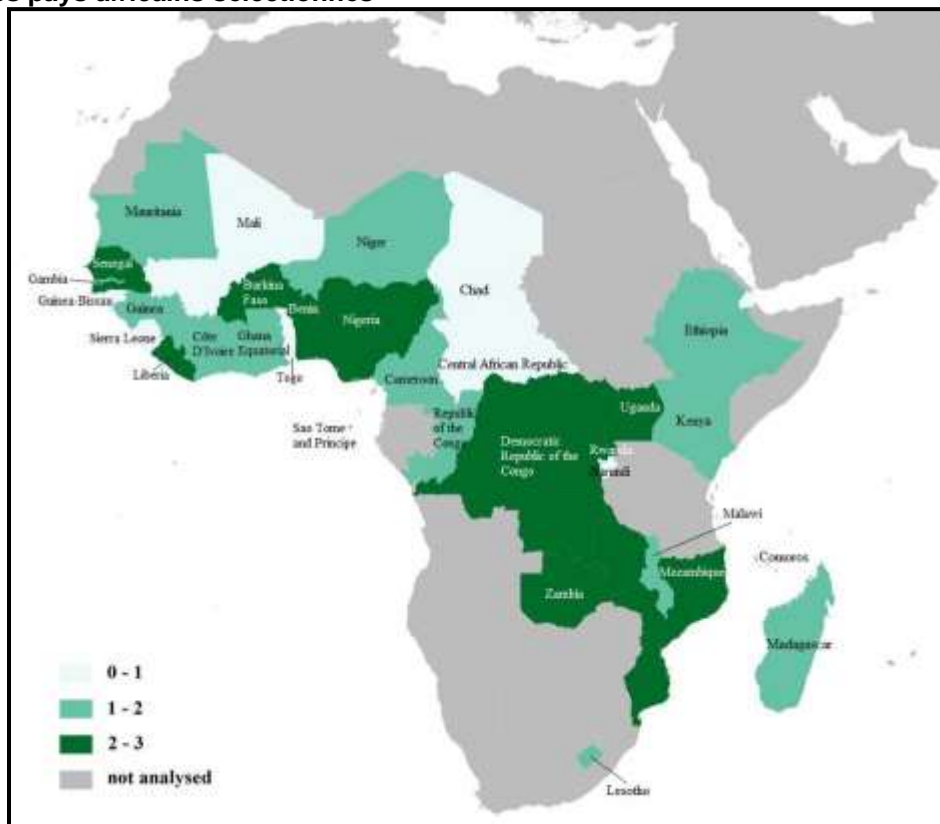 s pays africains sélectionnés
Mauritania
Mali
Niger
Chad
Senegal
Gambia
Guinea-Bissau
Guinea
Sierra Leone
Liberia
Côte
D'Ivoire
Ghana
Equatorial
Togo
Burkina
Faso
Benin
Nigeria
Cameroon
Central African Republic
Ethiopia
Sao Tome
and Principe
Republic
of the
Congo
Democratic
Republic of the
Congo
Uganda
Kenya
Rwanda
Burundi
Malawi
Comoros
Mozambique
Zambia
Madagascar
Lesotho
0 - 1
1 - 2
2 - 3
not analysed